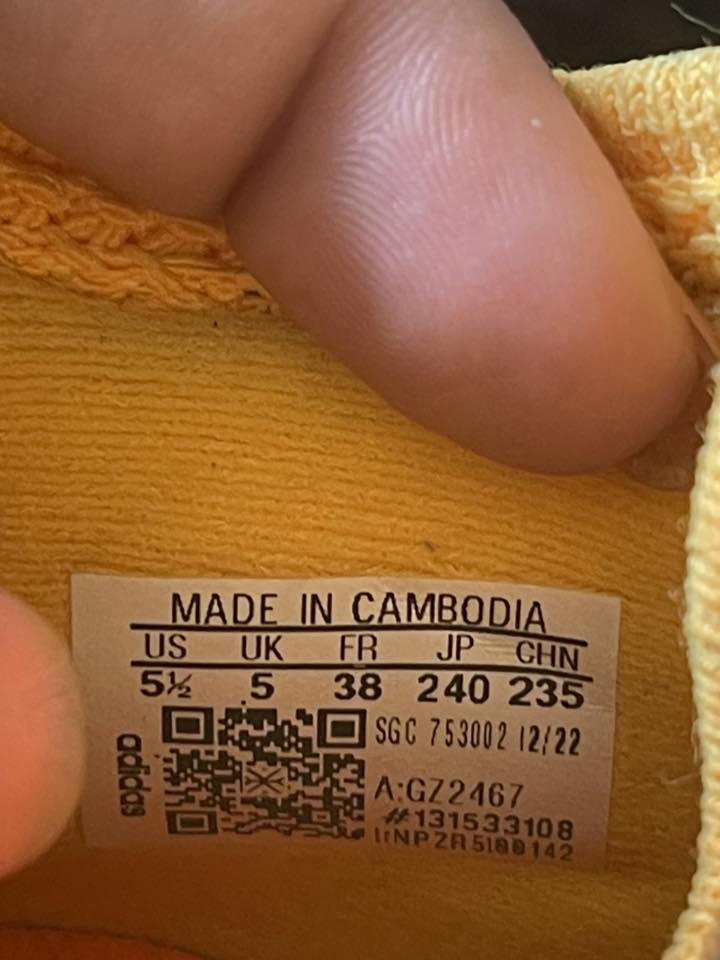 MADE IN CAMBODIA
US UK FR JP CHN
5½ 5 38 240 235
adidas
SGC 753002 12/22
A:GZ2467
#131533108